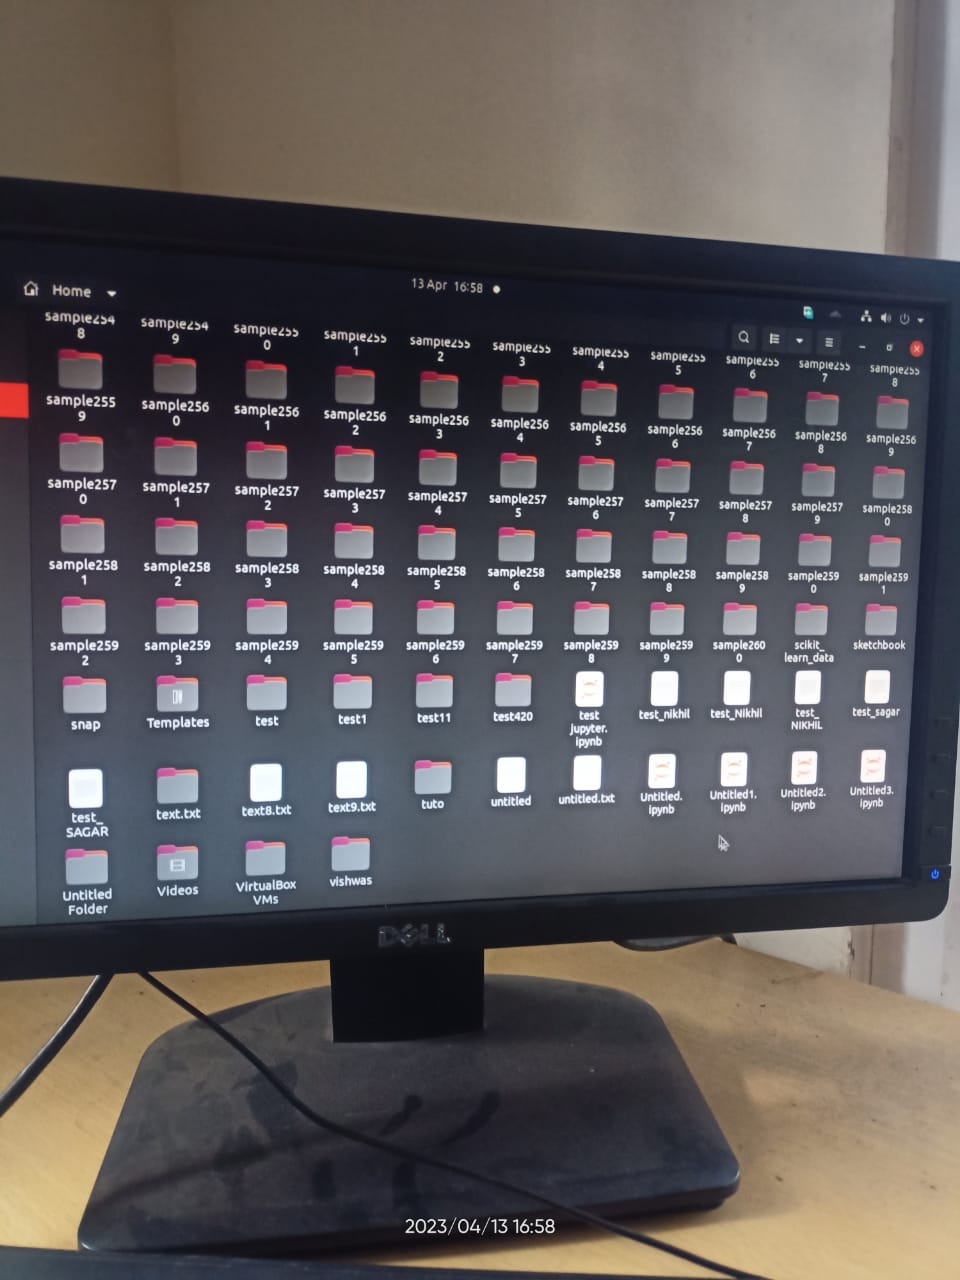 13 Apr 16:58
Home
sample254 sample254 sample255 sample255 sample255 sample255 sample255 sample255 sample255 sample255 sample255
8 9 0 1 2 3 4 5 6 7 8
sample255 sample256 sample256 sample256 sample256 sample256 sample256 sample256 sample256 sample256 sample256
9 0 1 2 3 4 5 6 7 8 9
sample257 sample257 sample257 sample257 sample257 sample257 sample257 sample257 sample257 sample257 sample258
0 1 2 3 4 5 6 7 8 9 0
sample258 sample258 sample258 sample258 sample258 sample258 sample258 sample258 sample258 sample259 sample259
1 2 3 4 5 6 7 8 9 0 1
sample259 sample259 sample259 sample259 sample259 sample259 sample259 sample259 sample260 scikit_ sketchbook
2 3 4 5 6 7 8 9 0 learn_data
snap Templates test test1 test11 test420 test test_nikhil test_Nikhil test_ test_sagar
jupyter. NIKHIL
ipynb
test_ text.txt text8.txt text9.txt tuto untitled untitled.txt Untitled. Untitled1. Untitled2. Untitled3.
SAGAR ipynb ipynb ipynb ipynb
Untitled Videos VirtualBox vishwas
Folder VMs
DELL
2023/04/13 16:58